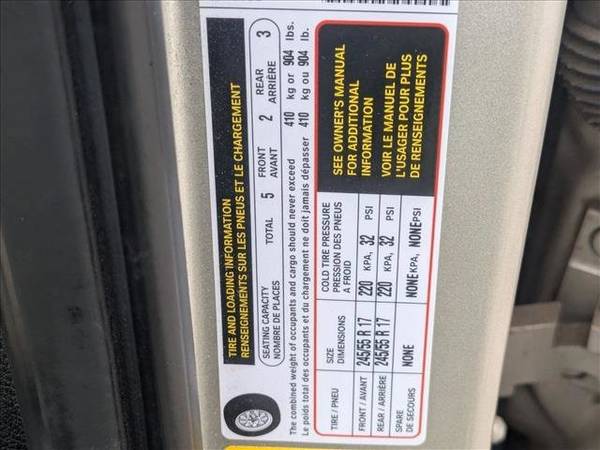 TIRE AND LOADING INFORMATION
RENSEIGNEMENTS SUR LES PNEUS ET LE CHARGEMENT
SEATING CAPACITY TOTAL 5 FRONT 2 REAR 3
NOMBRE DE PLACES AVANT ARRIÈRE
The combined weight of occupants and cargo should never exceed 410 kg or 904 lbs.
Le poids total des occupants et du chargement ne doit jamais dépasser 410 kg ou 904 lb.
TIRE / PNEU SIZE COLD TIRE PRESSURE
DIMENSIONS PRESSION DES PNEUS
A FROID
FRONT / AVANT 245/55 R 17 220 KPA, 32 PSI
REAR / ARRIÈRE 245/55 R 17 220 KPA, 32 PSI
SPARE NONE NONE KPA, NONE PSI
DE SECOURS
SEE OWNER'S MANUAL
FOR ADDITIONAL
INFORMATION
VOIR LE MANUEL DE
L'USAGER POUR PLUS
DE RENSEIGNEMENTS